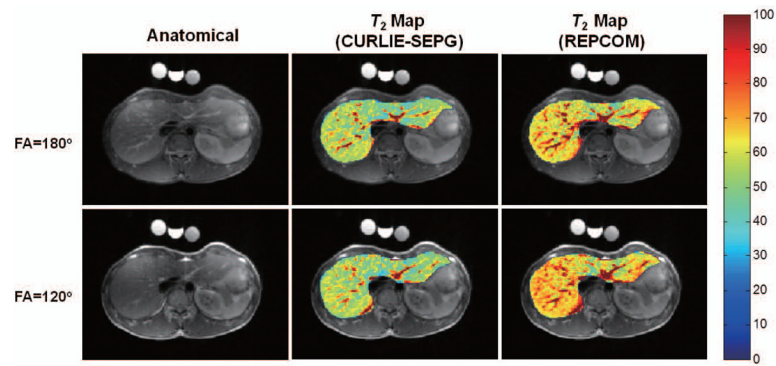 Anatomical
T₂ Map
(CURLIE-SEPG)
T₂ Map
(REPCOM)
FA=180°
FA=120°
100
90
80
70
60
50
40
30
20
10
0